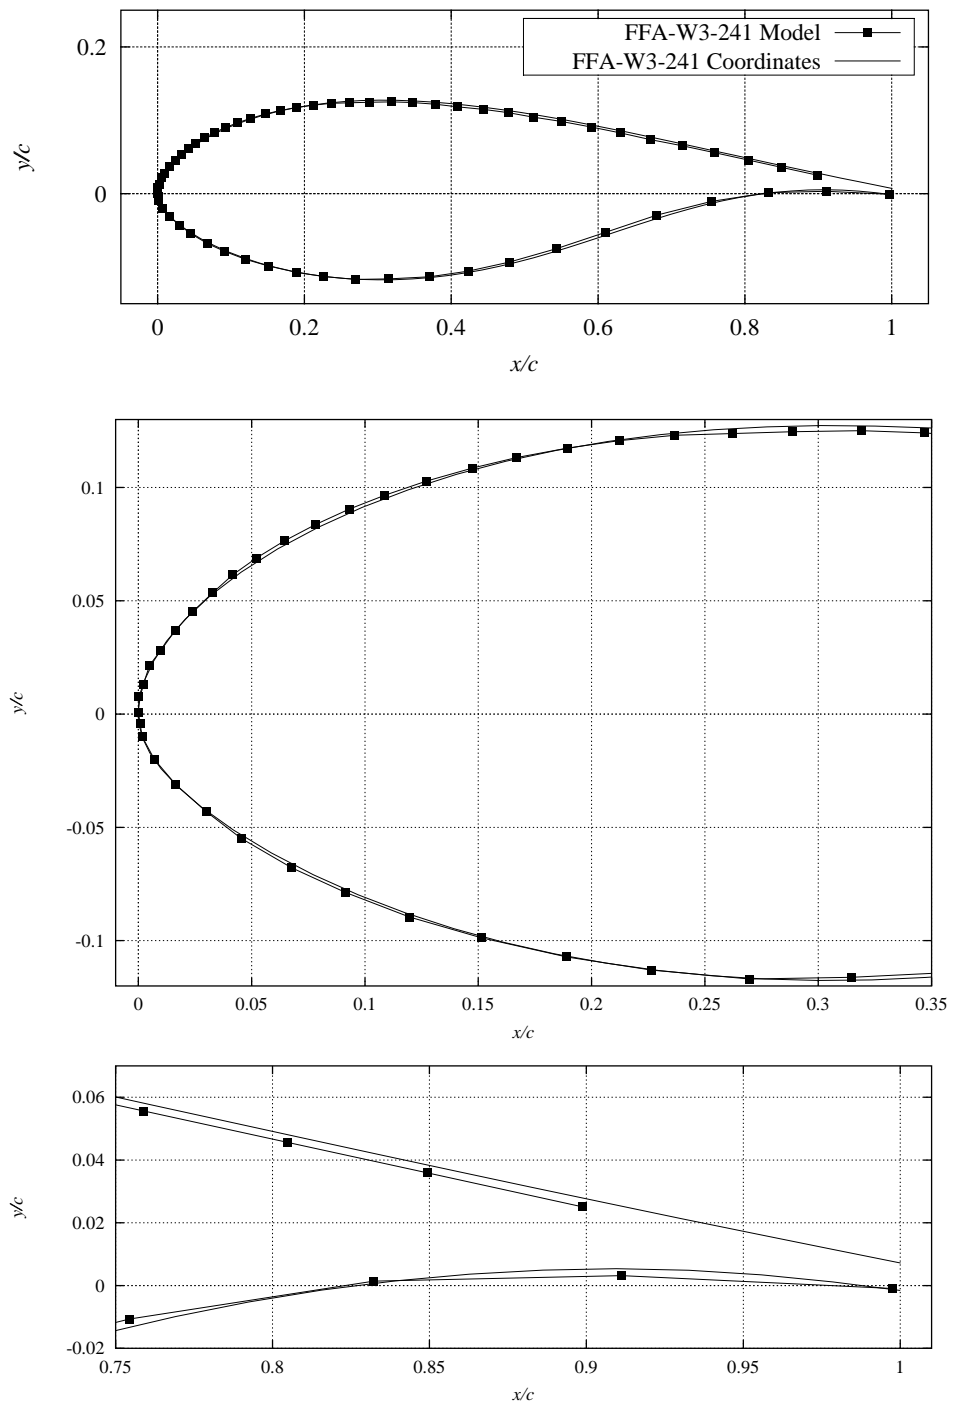 FFA-W3-241 Model
FFA-W3-241 Coordinates
0.2
0
y/c
0 0.2 0.4 0.6 0.8 1
x/c
0.1
0.05
0
-0.05
-0.1
y/c
0 0.05 0.1 0.15 0.2 0.25 0.3 0.35
x/c
0.06
0.04
0.02
0
-0.02
y/c
0.75 0.8 0.85 0.9 0.95 1
x/c